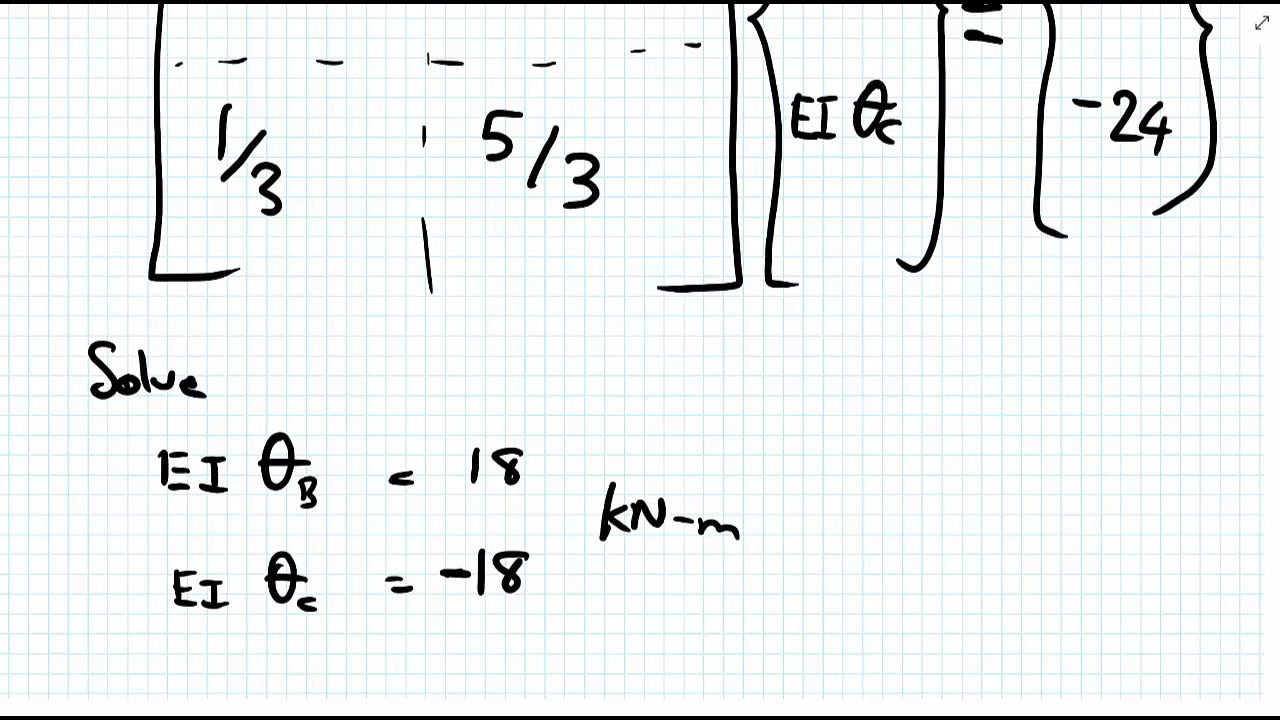 EI θc = -24
1/3 5/3
Solve
EI θB = 18
kN-m
EI θc = -18